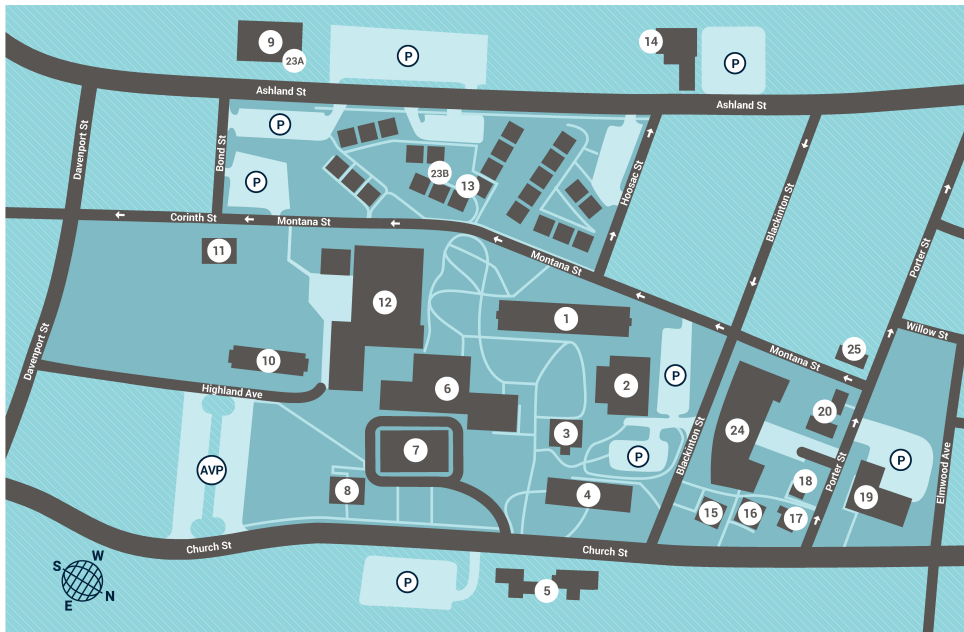 9
23A
P
14
P
Ashland St
Ashland St
P
Davenport St
Bond St
P
23B
13
Hoosac St
Blackinton St
Porter St
Corinth St
Montana St
11
Montana St
12
1
Willow St
25
Montana St
10
Davenport St
Highland Ave
6
2
P
20
3
24
7
P
Blackinton St
AVP
8
4
18
Porter St
P
19
Elmwood Ave
15
16
17
Church St
Church St
W
S
N
E
P
5